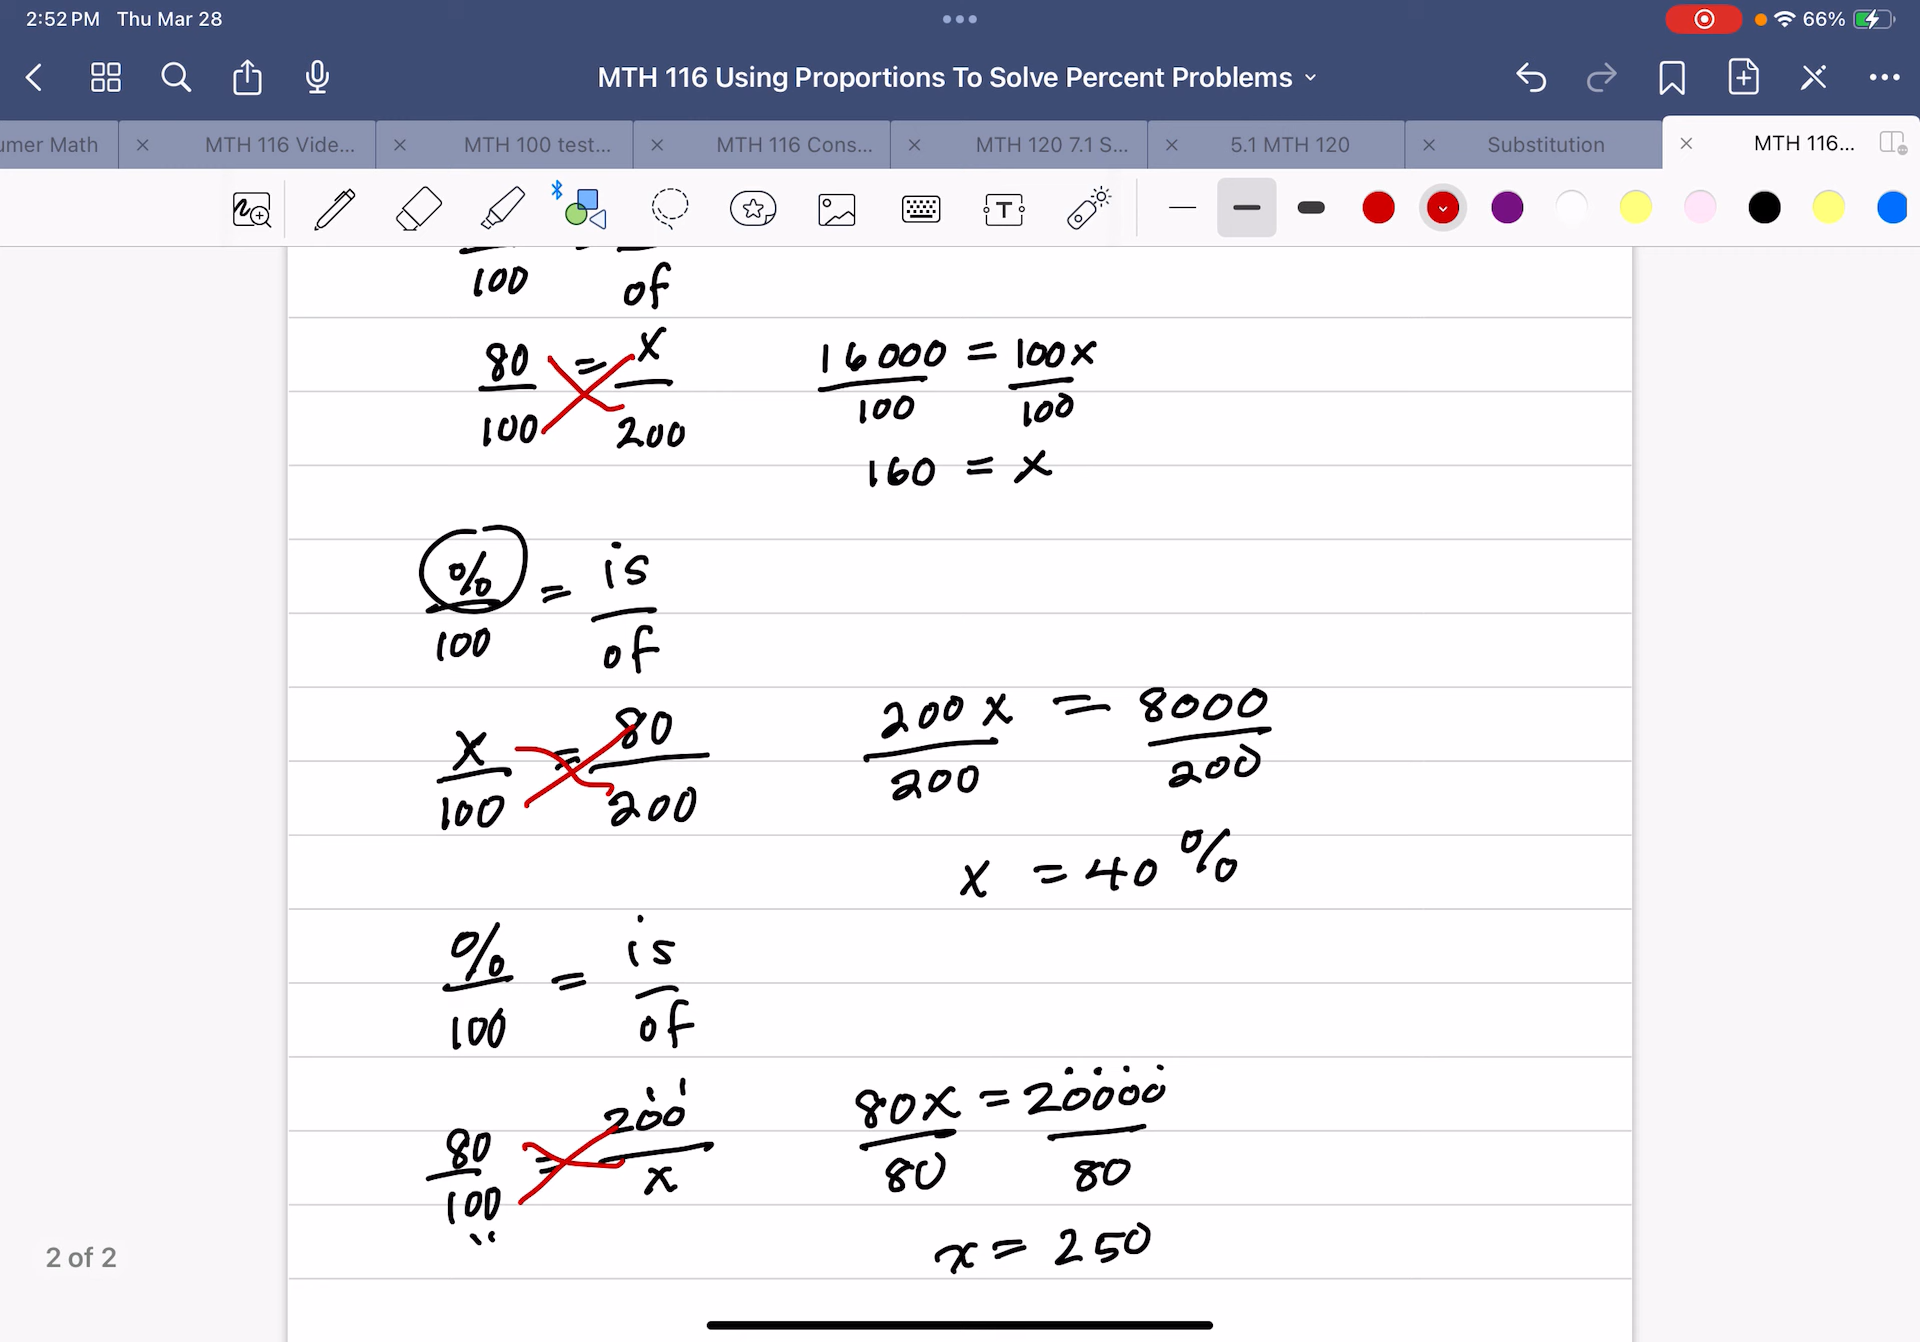 2:52 PM Thu Mar 28
66%
MTH 116 Using Proportions To Solve Percent Problems
umer Math
MTH 116 Vide...
MTH 100 test...
MTH 116 Cons...
MTH 120 7.1 S...
5.1 MTH 120
Substitution
MTH 116...
T
100 = of
80/100 = x/200
16000/100 = 100x/100
160 = x
%/100 = is/of
x/100 = 80/200
200x/200 = 8000/200
x = 40%
%/100 = is/of
80/100 = 200/x
80x/80 = 20000/80
x = 250
2 of 2